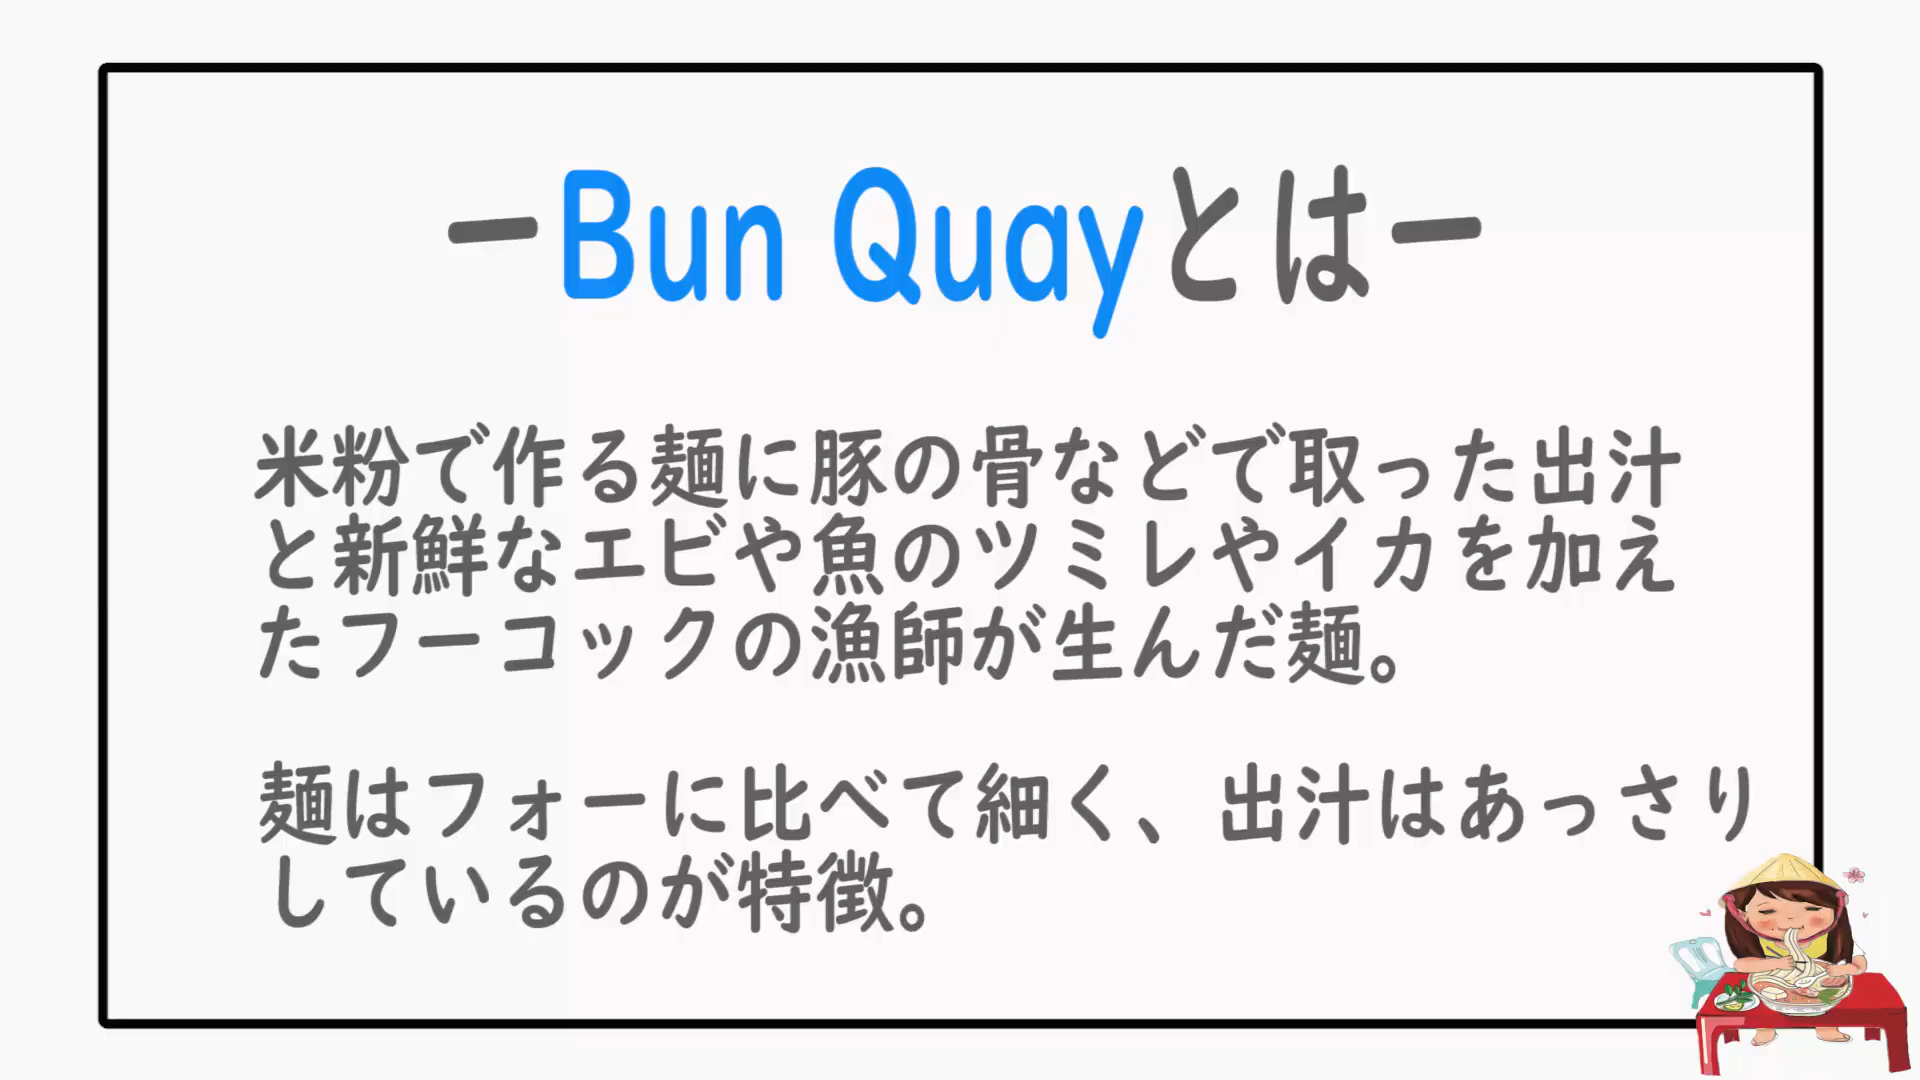 ーBun Quayとはー
米粉で作る麺に豚の骨などで取った出汁
と新鮮なエビや魚のツミレやイカを加え
たフーコックの漁師が生んだ麺。
麺はフォーに比べて細く、出汁はあっさり
しているのが特徴。